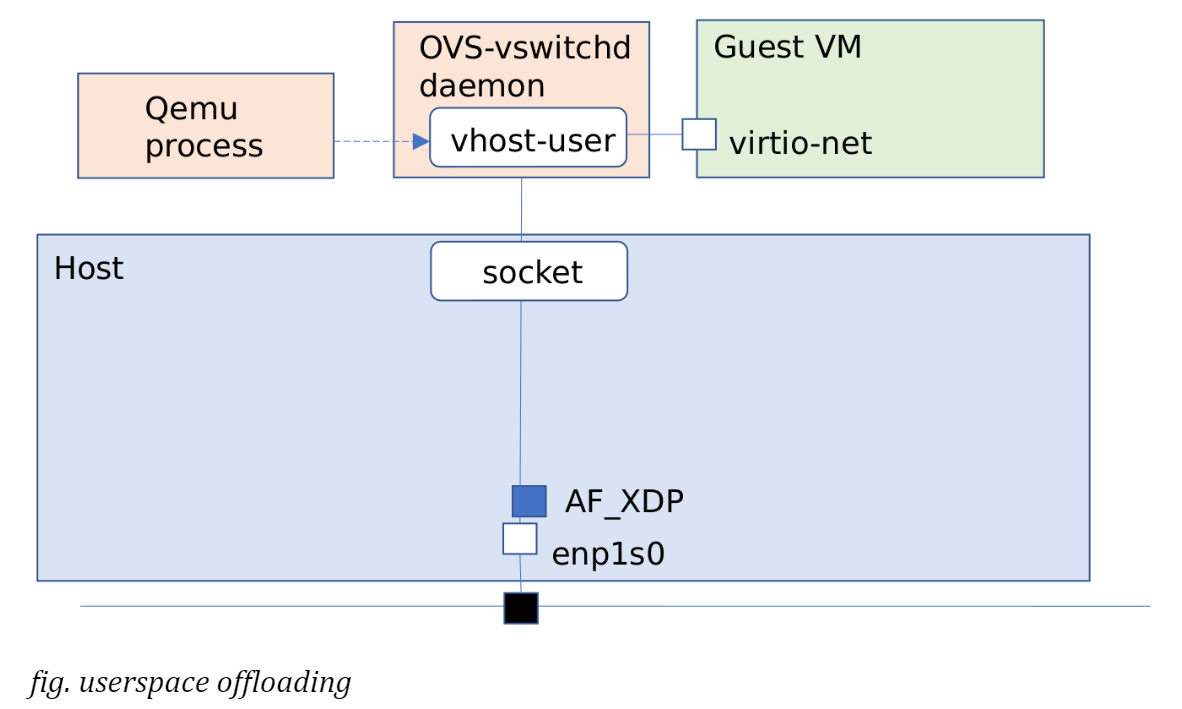 Qemu
process
OVS-vswitchd
daemon
vhost-user
Guest VM
virtio-net
Host
socket
AF_XDP
enp1s0
fig. userspace offloading